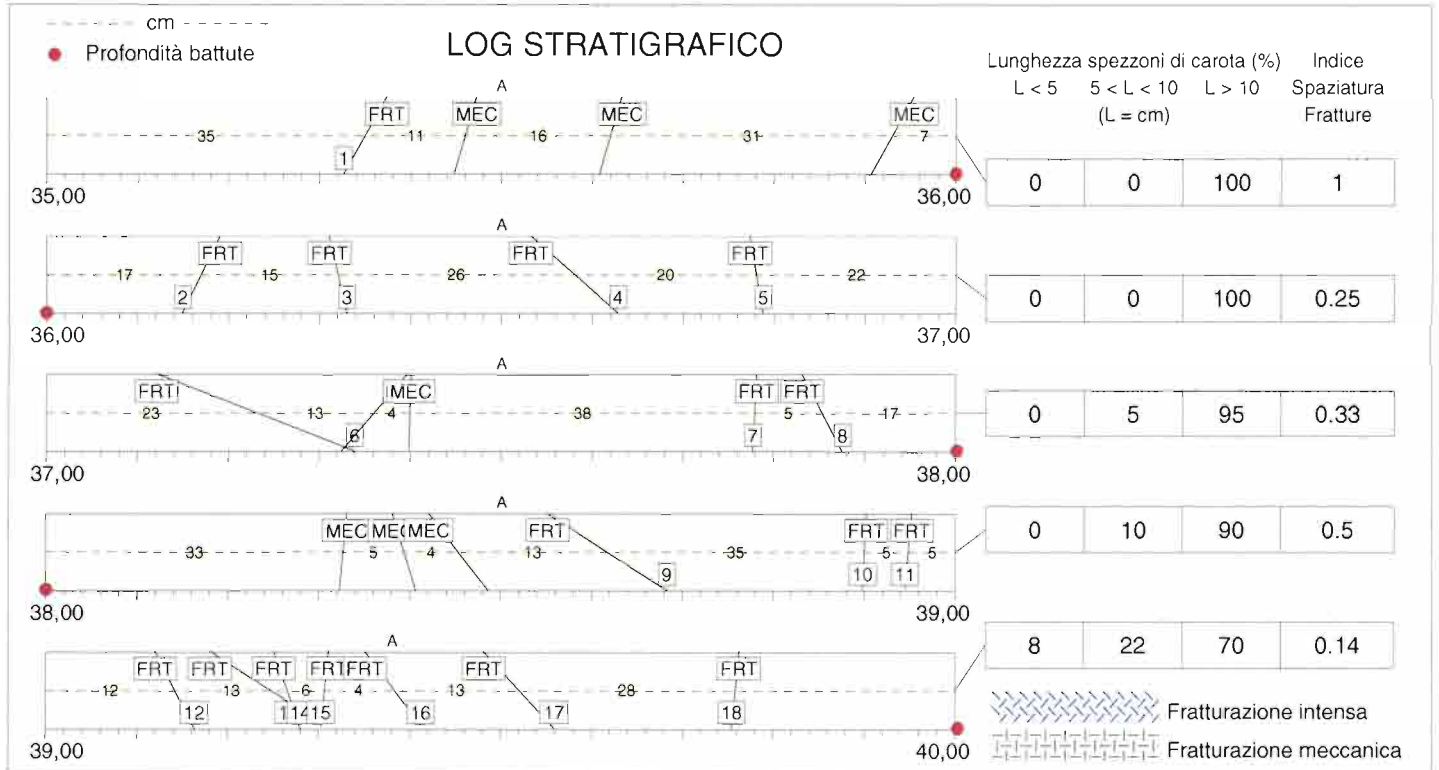 cm
Profondità battute
LOG STRATIGRAFICO
Lunghezza spezzoni di carota (%) Indice
L < 5 5 < L < 10 L > 10 Spaziatura
(L = cm) Fratture
A
FRT MEC MEC MEC
35 11 16 31 7
1
35,00 36,00
0 0 100 1
A
FRT FRT FRT FRT
17 15 26 20 22
2 3 4 5
36,00 37,00
0 0 100 0.25
A
FRT MEC FRT FRT
23 13 4 38 5 17
6 7 8
37,00 38,00
0 5 95 0.33
A
MEC MEC MEC FRT FRT FRT
33 5 4 13 35 5 5
9 10 11
38,00 39,00
0 10 90 0.5
A
FRT FRT FRT FRT FRT FRT FRT
12 13 6 4 13 28
12 14 15 16 17 18
39,00 40,00
8 22 70 0.14
Fratturazione intensa
Fratturazione meccanica